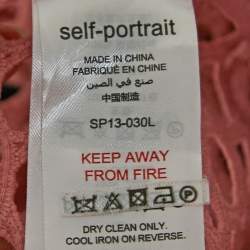 self-portrait
MADE IN CHINA
FABRIQUÉ EN CHINE
صنع في الصين
中国制造
SP13-030L
KEEP AWAY
FROM FIRE
DRY CLEAN ONLY.
COOL IRON ON REVERSE.